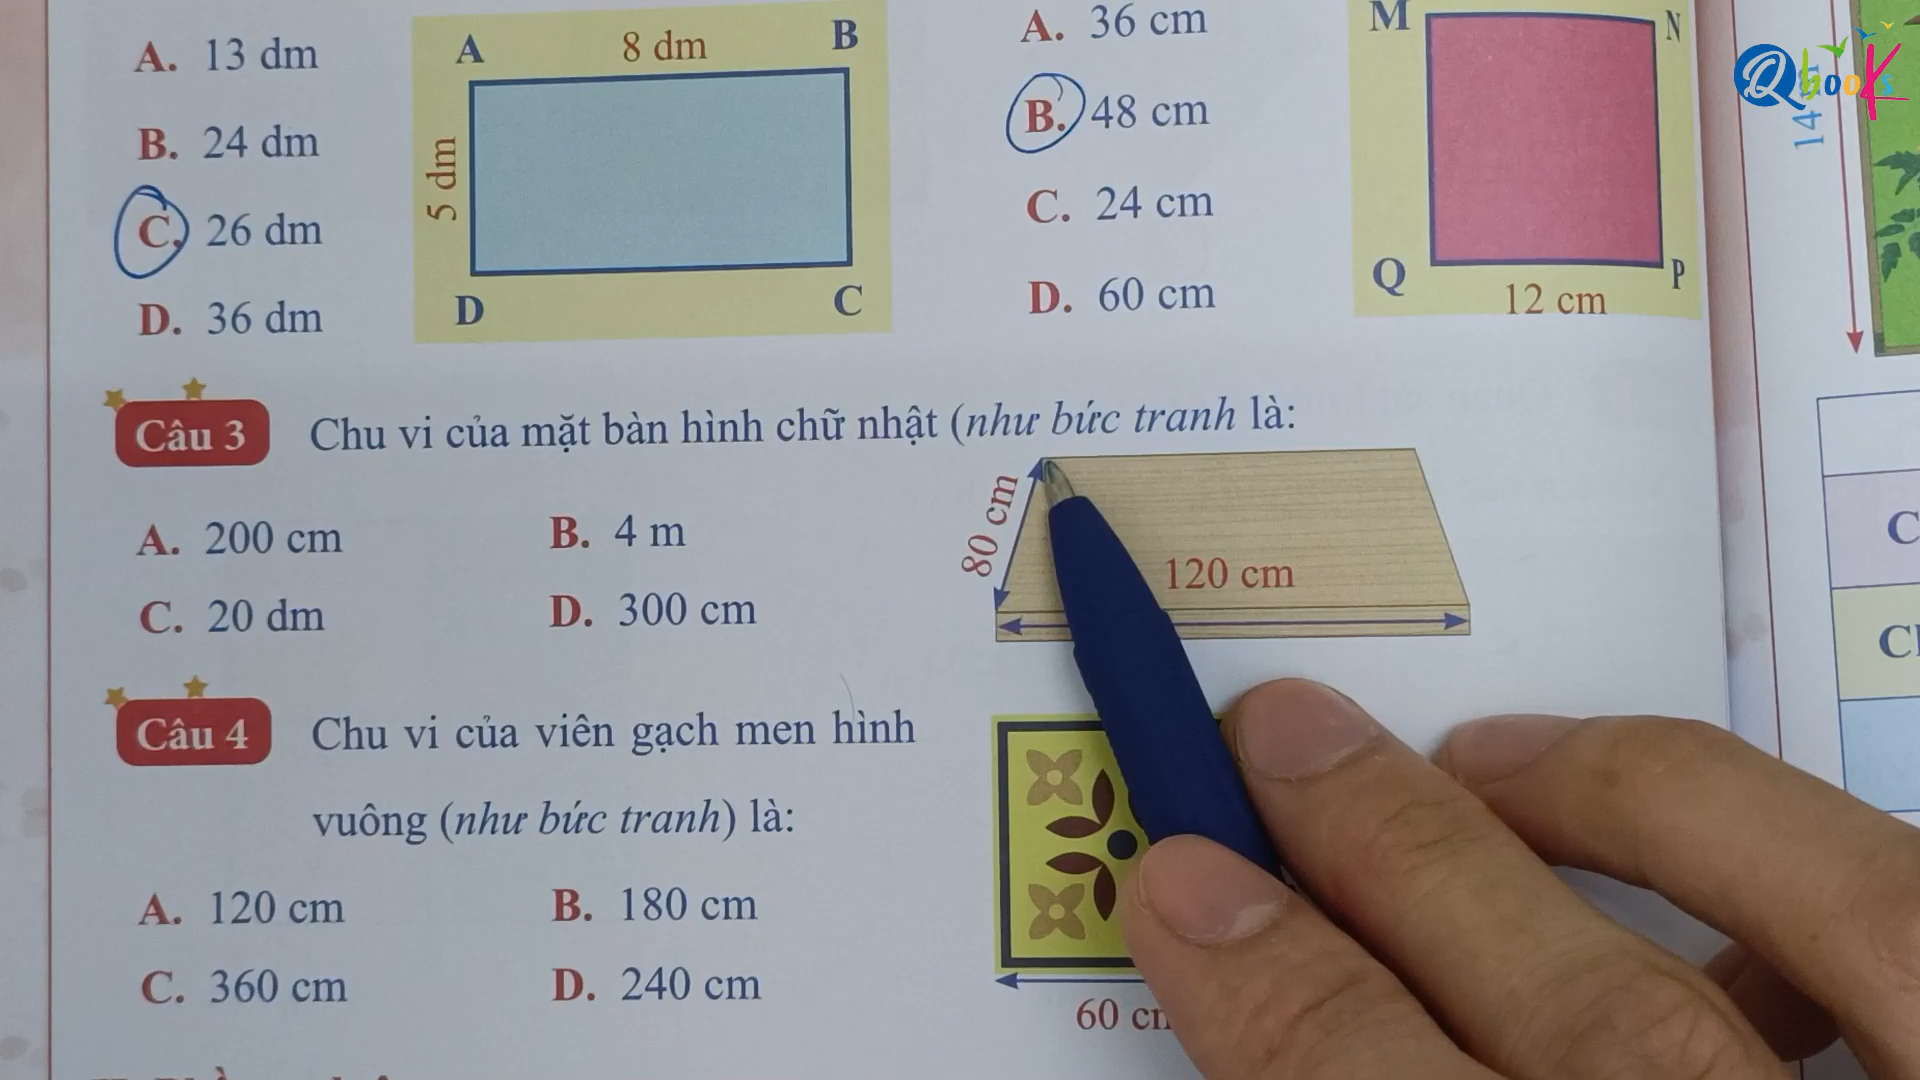 A. 13 dm
B. 24 dm
C. 26 dm
D. 36 dm
A
8 dm
B
5 dm
D
C
A. 36 cm
B. 48 cm
C. 24 cm
D. 60 cm
M
N
Q
P
12 cm
Qbooks
14 m
Câu 3 Chu vi của mặt bàn hình chữ nhật (như bức tranh là:
A. 200 cm
B. 4 m
C. 20 dm
D. 300 cm
80 cm
120 cm
Câu 4 Chu vi của viên gạch men hình
vuông (như bức tranh) là:
A. 120 cm
B. 180 cm
C. 360 cm
D. 240 cm
60
C